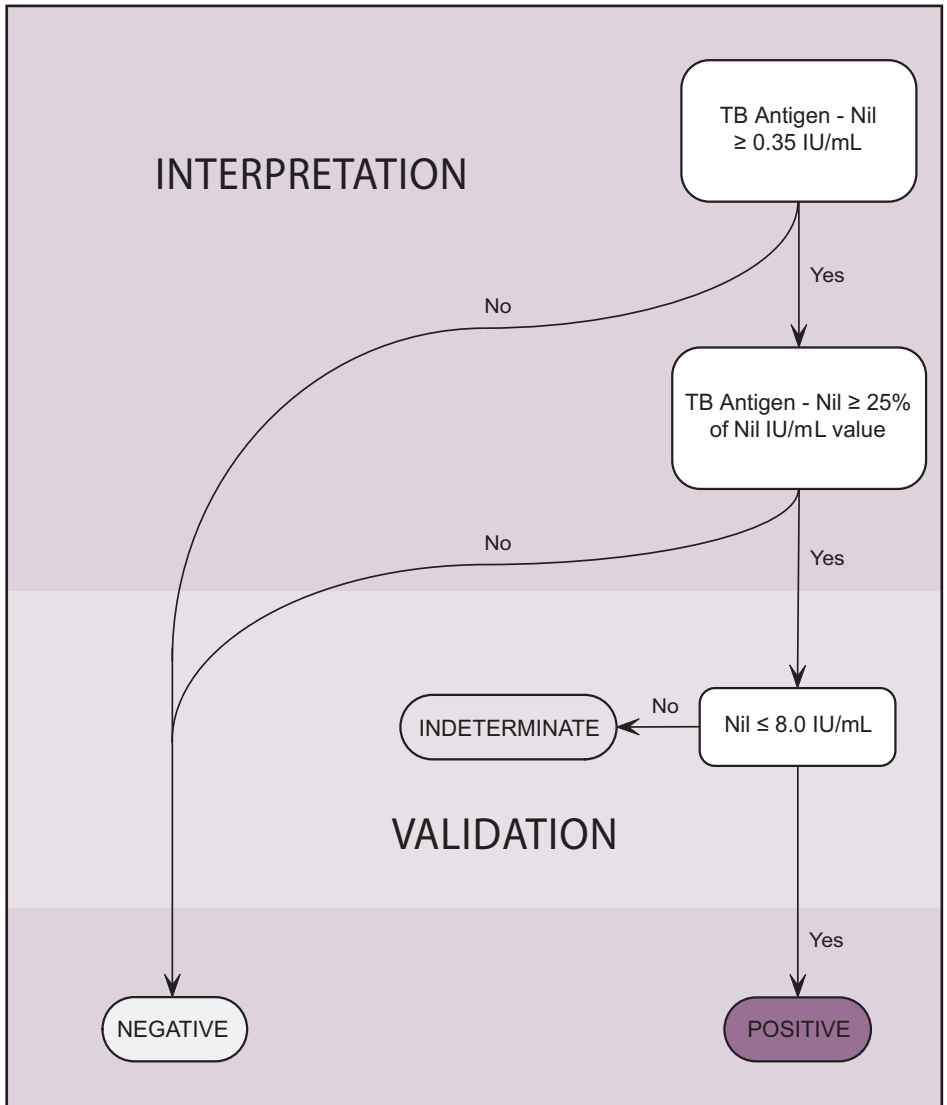 TB Antigen - Nil
≥ 0.35 IU/mL
INTERPRETATION
Yes
No
TB Antigen - Nil ≥ 25%
of Nil IU/mL value
No
Yes
No
Nil ≤ 8.0 IU/mL
INDETERMINATE
VALIDATION
Yes
NEGATIVE
POSITIVE